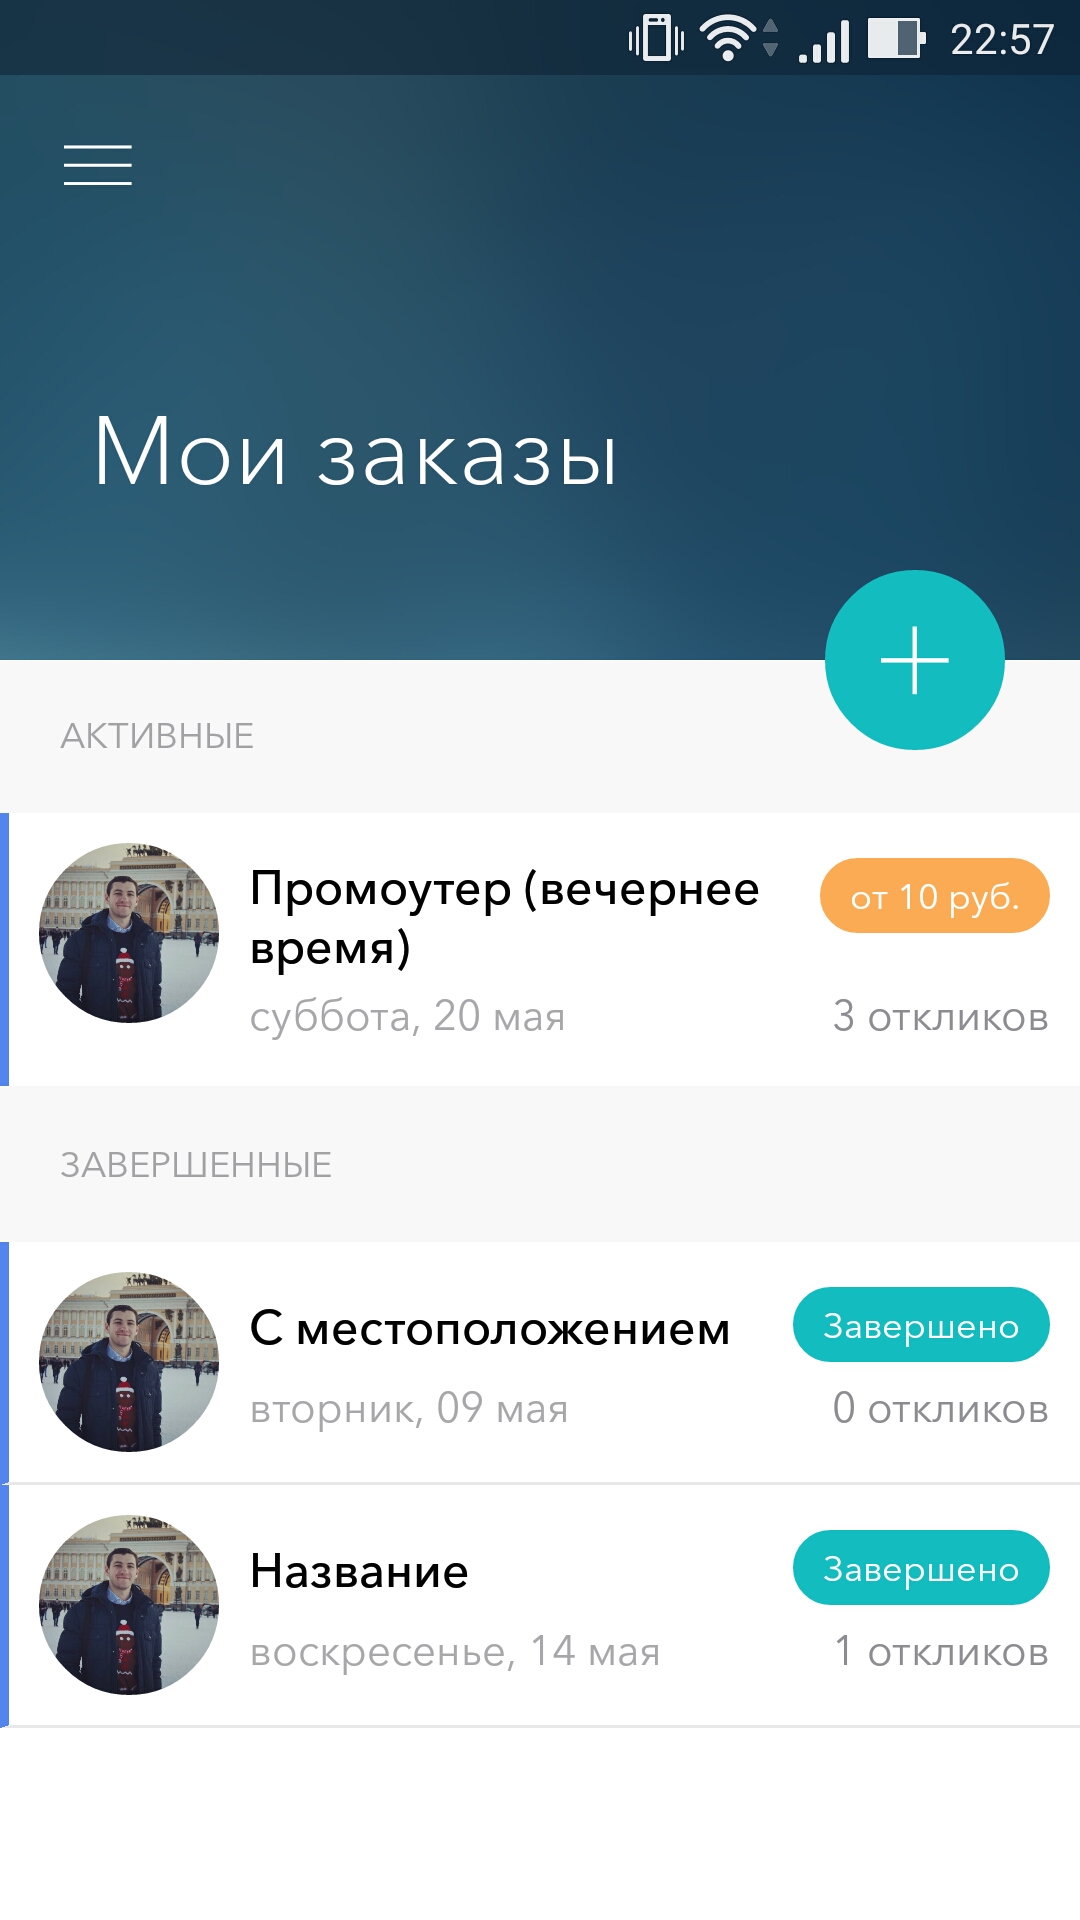 22:57
Мои заказы
АКТИВНЫЕ
Промоутер (вечернее
время)
от 10 руб.
суббота, 20 мая
3 откликов
ЗАВЕРШЕННЫЕ
С местоположением
Завершено
вторник, 09 мая
0 откликов
Название
Завершено
воскресенье, 14 мая
1 откликов